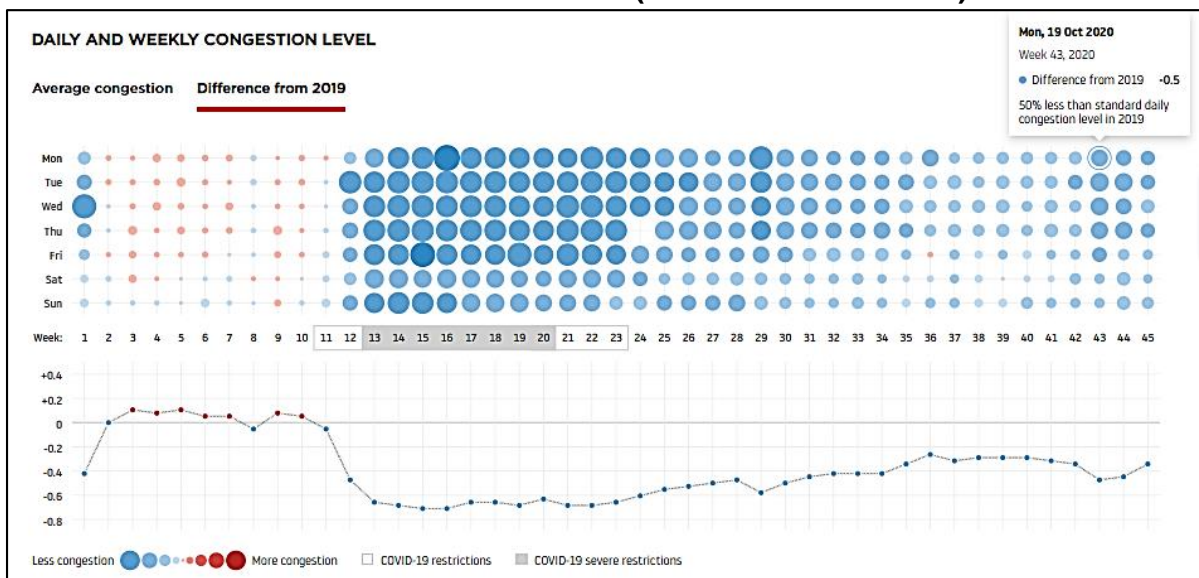 DAILY AND WEEKLY CONGESTION LEVEL
Average congestion Difference from 2019
Mon, 19 Oct 2020
Week 43, 2020
Difference from 2019 -0.5
50% less than standard daily
congestion level in 2019
Mon
Tue
Wed
Thu
Fri
Sat
Sun
Week: 1 2 3 4 5 6 7 8 9 10 11 12 13 14 15 16 17 18 19 20 21 22 23 24 25 26 27 28 29 30 31 32 33 34 35 36 37 38 39 40 41 42 43 44 45
+0.4
+0.2
0
-0.2
-0.4
-0.6
-0.8
Less congestion More congestion COVID-19 restrictions COVID-19 severe restrictions